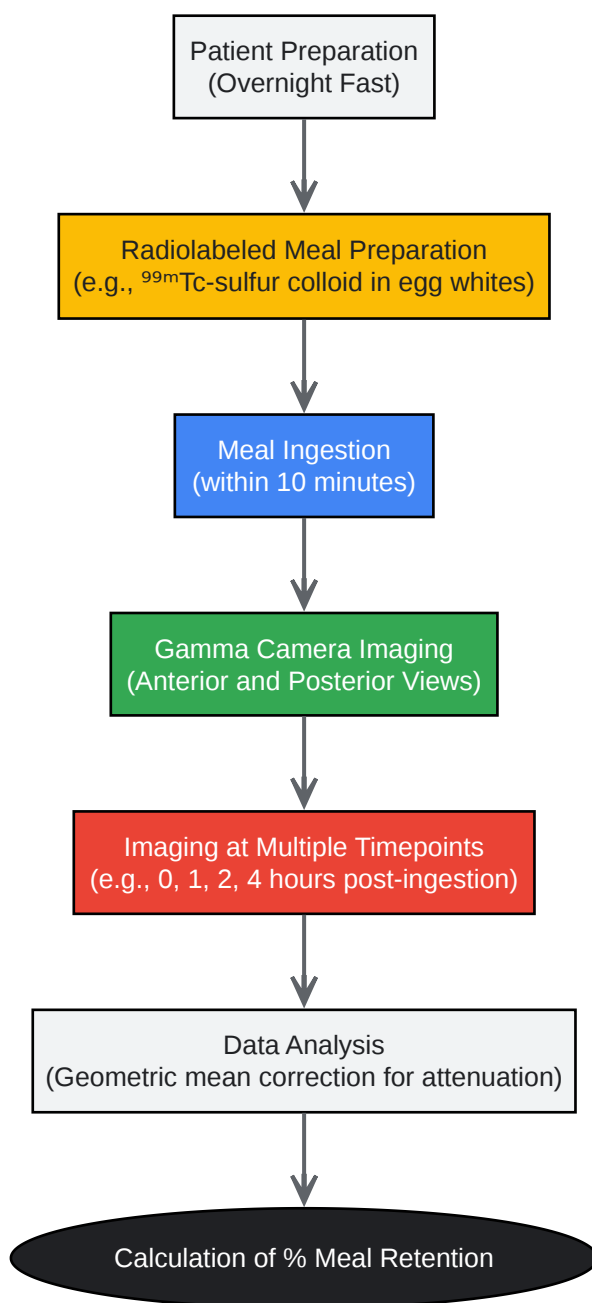 Patient Preparation
(Overnight Fast)
Radiolabeled Meal Preparation
(e.g., ⁹⁹ᵐTc-sulfur colloid in egg whites)
Meal Ingestion
(within 10 minutes)
Gamma Camera Imaging
(Anterior and Posterior Views)
Imaging at Multiple Timepoints
(e.g., 0, 1, 2, 4 hours post-ingestion)
Data Analysis
(Geometric mean correction for attenuation)
Calculation of % Meal Retention